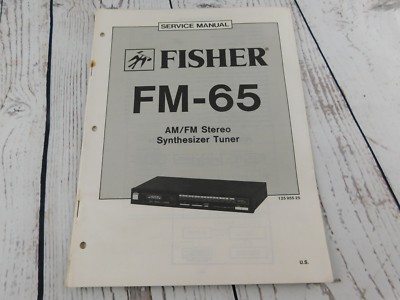 SERVICE MANUAL
FISHER
FM-65
AM/FM Stereo
Synthesizer Tuner
U.S.